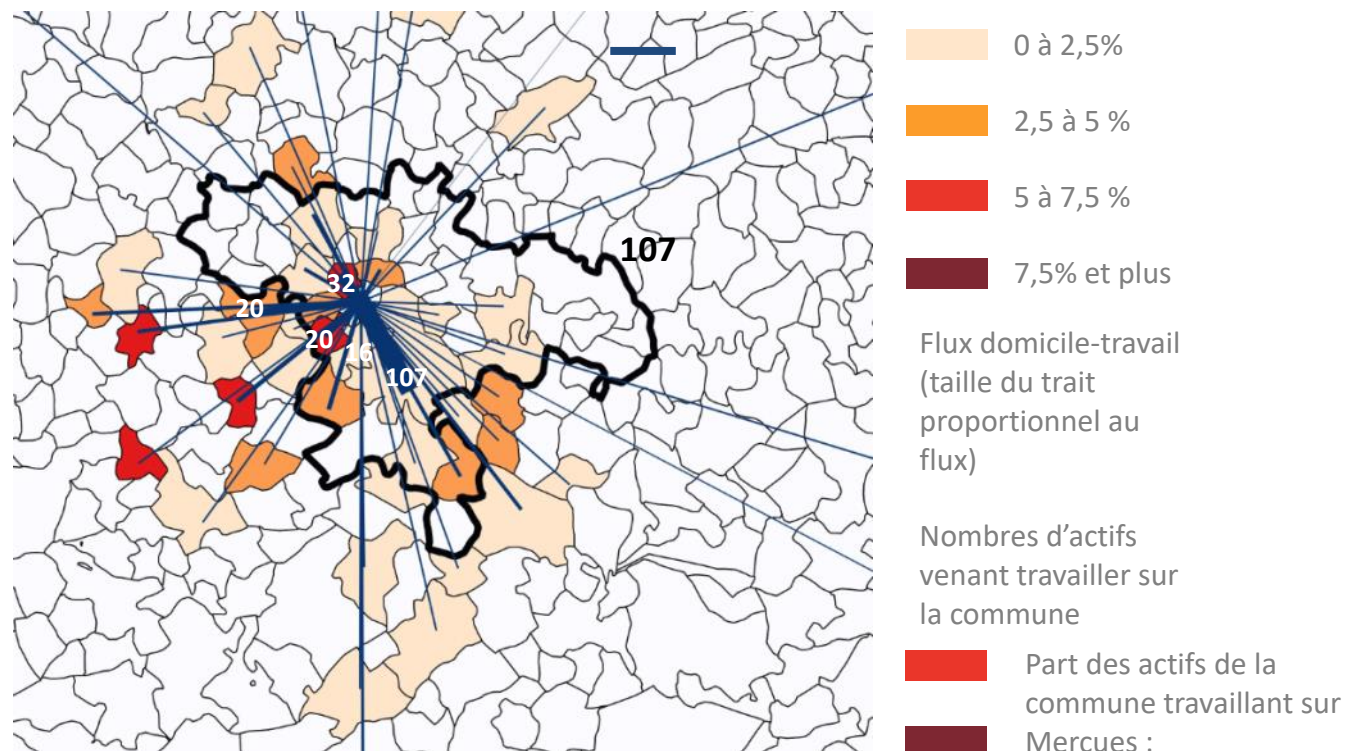 0 à 2,5%
2,5 à 5 %
5 à 7,5 %
7,5% et plus
107
32
20
20
16
107
Flux domicile-travail
(taille du trait
proportionnel au
flux)
Nombres d'actifs
venant travailler sur
la commune
Part des actifs de la
commune travaillant sur
Mercues :